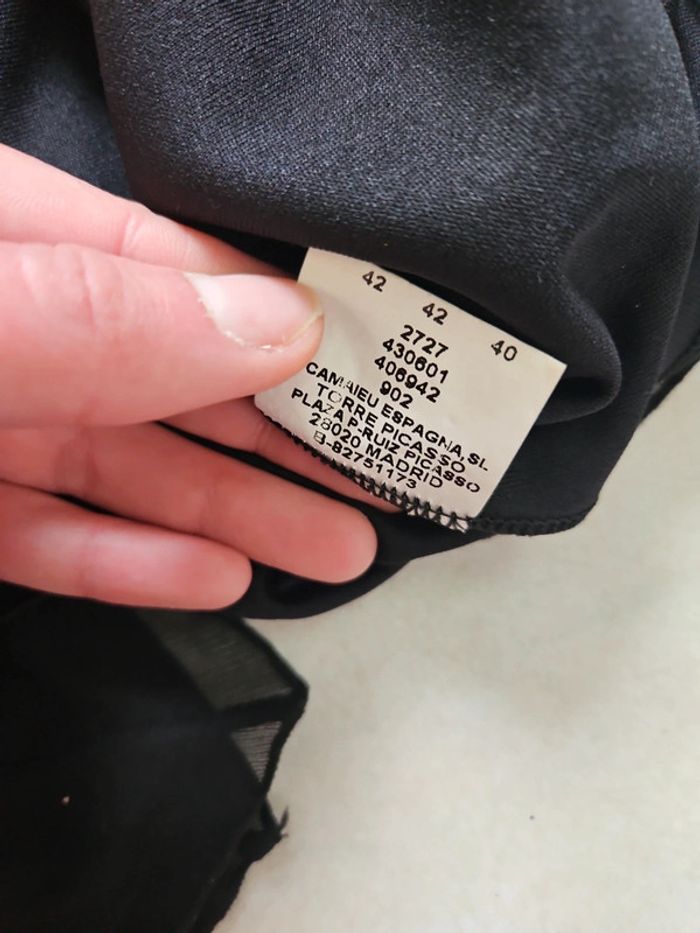 42 42 40
2727
430601
406942
902
CAMAIEU ESPAGNA, SL
TORRE PICASSO
PLAZA P-RUIZ PICASSO
28020 MADRID
B-82751173